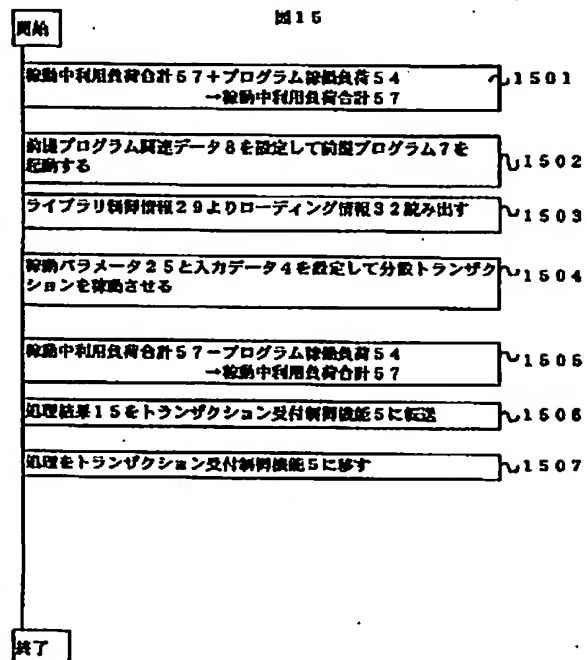 図15
開始
稼動中利用負荷合計57+プログラム稼働負荷54
→稼動中利用負荷合計57
1501
前提プログラム関連データ8を設定して前提プログラム7を
起動する
1502
ライブラリ制御情報29よりローディング情報32読み出す
1503
稼動パラメータ25と入力データ4を設定して分散トランザク
ションを稼動させる
1504
稼動中利用負荷合計57-プログラム稼働負荷54
→稼動中利用負荷合計57
1505
処理結果15をトランザクション受付制御機能5に転送
1506
処理をトランザクション受付制御機能5に移す
1507
終了